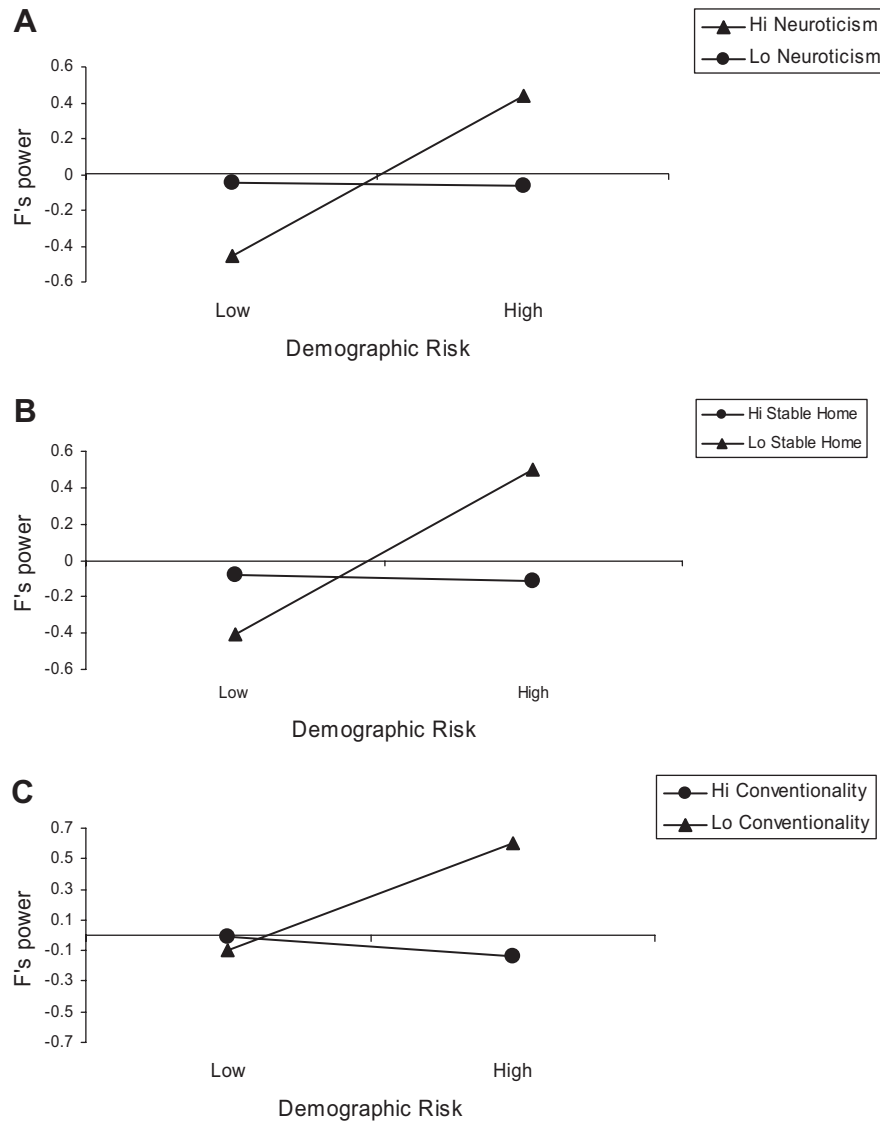 A
Hi Neuroticism
Lo Neuroticism
0.6
0.4
0.2
0
-0.2
-0.4
-0.6
F's power
Low High
Demographic Risk
B
Hi Stable Home
Lo Stable Home
0.6
0.4
0.2
0
-0.2
-0.4
-0.6
F's power
Low High
Demographic Risk
C
Hi Conventionality
Lo Conventionality
0.7
0.5
0.3
0.1
-0.1
-0.3
-0.5
-0.7
F's power
Low High
Demographic Risk